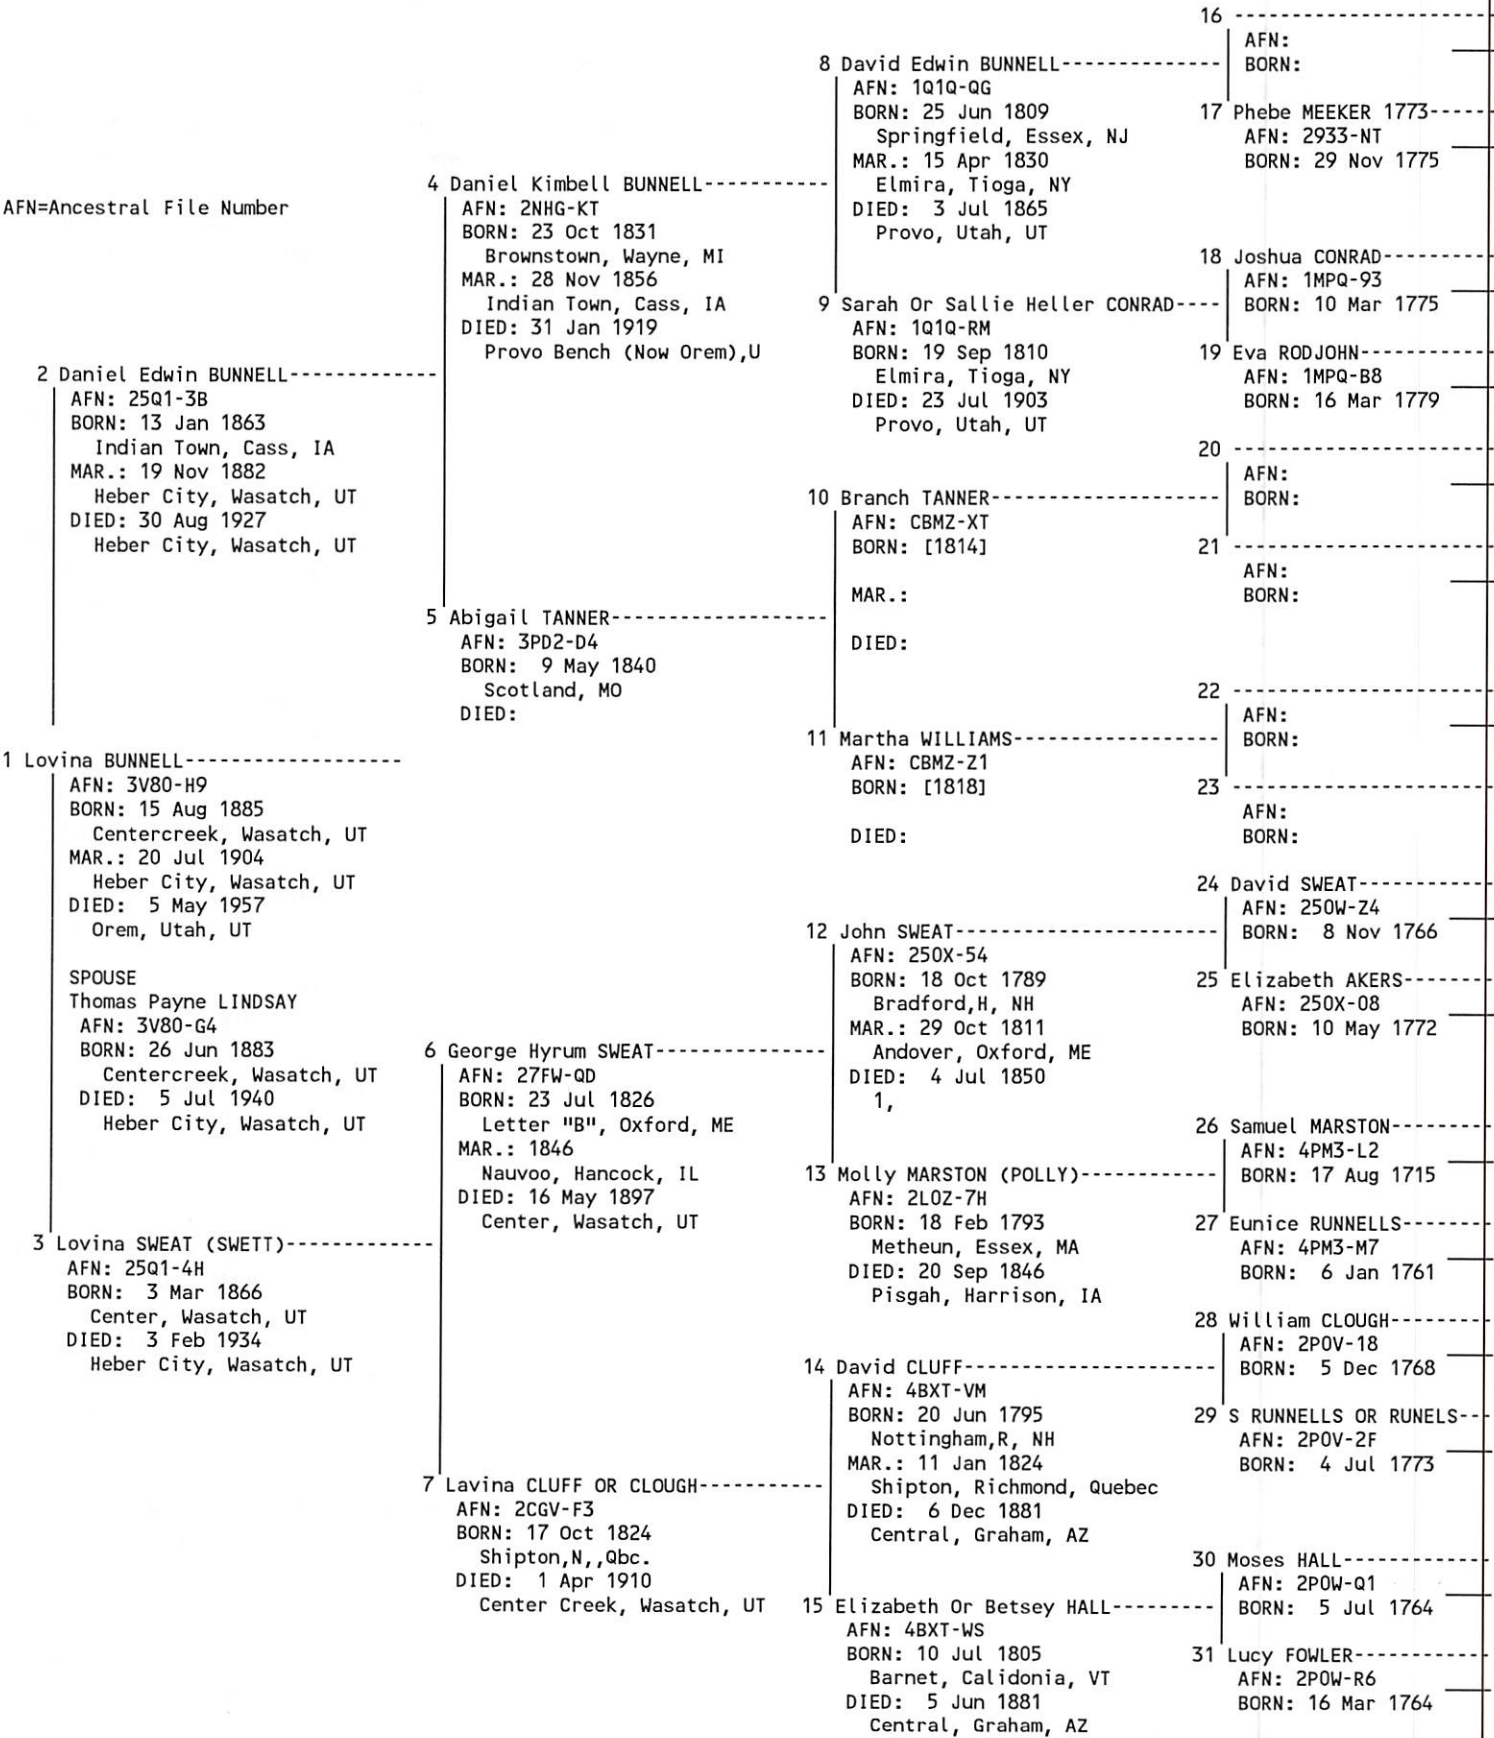 AFN=Ancestral File Number
1 Lovina BUNNELL
AFN: 3V80-H9
BORN: 15 Aug 1885
Centercreek, Wasatch, UT
MAR.: 20 Jul 1904
Heber City, Wasatch, UT
DIED: 5 May 1957
Orem, Utah, UT
SPOUSE
Thomas Payne LINDSAY
AFN: 3V80-G4
BORN: 26 Jun 1883
Centercreek, Wasatch, UT
DIED: 5 Jul 1940
Heber City, Wasatch, UT
2 Daniel Edwin BUNNELL
AFN: 25Q1-3B
BORN: 13 Jan 1863
Indian Town, Cass, IA
MAR.: 19 Nov 1882
Heber City, Wasatch, UT
DIED: 30 Aug 1927
Heber City, Wasatch, UT
3 Lovina SWEAT (SWETT)
AFN: 25Q1-4H
BORN: 3 Mar 1866
Center, Wasatch, UT
DIED: 3 Feb 1934
Heber City, Wasatch, UT
4 Daniel Kimbell BUNNELL
AFN: 2NHG-KT
BORN: 23 Oct 1831
Brownstown, Wayne, MI
MAR.: 28 Nov 1856
Indian Town, Cass, IA
DIED: 31 Jan 1919
Provo Bench (Now Orem),U
5 Abigail TANNER
AFN: 3PD2-D4
BORN: 9 May 1840
Scotland, MO
DIED:
6 George Hyrum SWEAT
AFN: 27FW-QD
BORN: 23 Jul 1826
Letter "B", Oxford, ME
MAR.: 1846
Nauvoo, Hancock, IL
DIED: 16 May 1897
Center, Wasatch, UT
7 Lavina CLUFF OR CLOUGH
AFN: 2CGV-F3
BORN: 17 Oct 1824
Shipton,N,,Qbc.
DIED: 1 Apr 1910
Center Creek, Wasatch, UT
8 David Edwin BUNNELL
AFN: 1Q1Q-QG
BORN: 25 Jun 1809
Springfield, Essex, NJ
MAR.: 15 Apr 1830
Elmira, Tioga, NY
DIED: 3 Jul 1865
Provo, Utah, UT
9 Sarah Or Sallie Heller CONRAD
AFN: 1Q1Q-RM
BORN: 19 Sep 1810
Elmira, Tioga, NY
DIED: 23 Jul 1903
Provo, Utah, UT
10 Branch TANNER
AFN: CBMZ-XT
BORN: [1814]
MAR.:
DIED:
11 Martha WILLIAMS
AFN: CBMZ-Z1
BORN: [1818]
DIED:
12 John SWEAT
AFN: 250X-54
BORN: 18 Oct 1789
Bradford,H, NH
MAR.: 29 Oct 1811
Andover, Oxford, ME
DIED: 4 Jul 1850
1,
13 Molly MARSTON (POLLY)
AFN: 2L0Z-7H
BORN: 18 Feb 1793
Metheun, Essex, MA
DIED: 20 Sep 1846
Pisgah, Harrison, IA
14 David CLUFF
AFN: 4BXT-VM
BORN: 20 Jun 1795
Nottingham,R, NH
MAR.: 11 Jan 1824
Shipton, Richmond, Quebec
DIED: 6 Dec 1881
Central, Graham, AZ
15 Elizabeth Or Betsey HALL
AFN: 4BXT-WS
BORN: 10 Jul 1805
Barnet, Calidonia, VT
DIED: 5 Jun 1881
Central, Graham, AZ
16
AFN:
BORN:
17 Phebe MEEKER 1773
AFN: 2933-NT
BORN: 29 Nov 1775
18 Joshua CONRAD
AFN: 1MPQ-93
BORN: 10 Mar 1775
19 Eva RODJOHN
AFN: 1MPQ-B8
BORN: 16 Mar 1779
20
AFN:
BORN:
21
AFN:
BORN:
22
AFN:
BORN:
23
AFN:
BORN:
24 David SWEAT
AFN: 250W-Z4
BORN: 8 Nov 1766
25 Elizabeth AKERS
AFN: 250X-08
BORN: 10 May 1772
26 Samuel MARSTON
AFN: 4PM3-L2
BORN: 17 Aug 1715
27 Eunice RUNNELLS
AFN: 4PM3-M7
BORN: 6 Jan 1761
28 William CLOUGH
AFN: 2P0V-18
BORN: 5 Dec 1768
29 S RUNNELLS OR RUNELS
AFN: 2P0V-2F
BORN: 4 Jul 1773
30 Moses HALL
AFN: 2P0W-Q1
BORN: 5 Jul 1764
31 Lucy FOWLER
AFN: 2P0W-R6
BORN: 16 Mar 1764